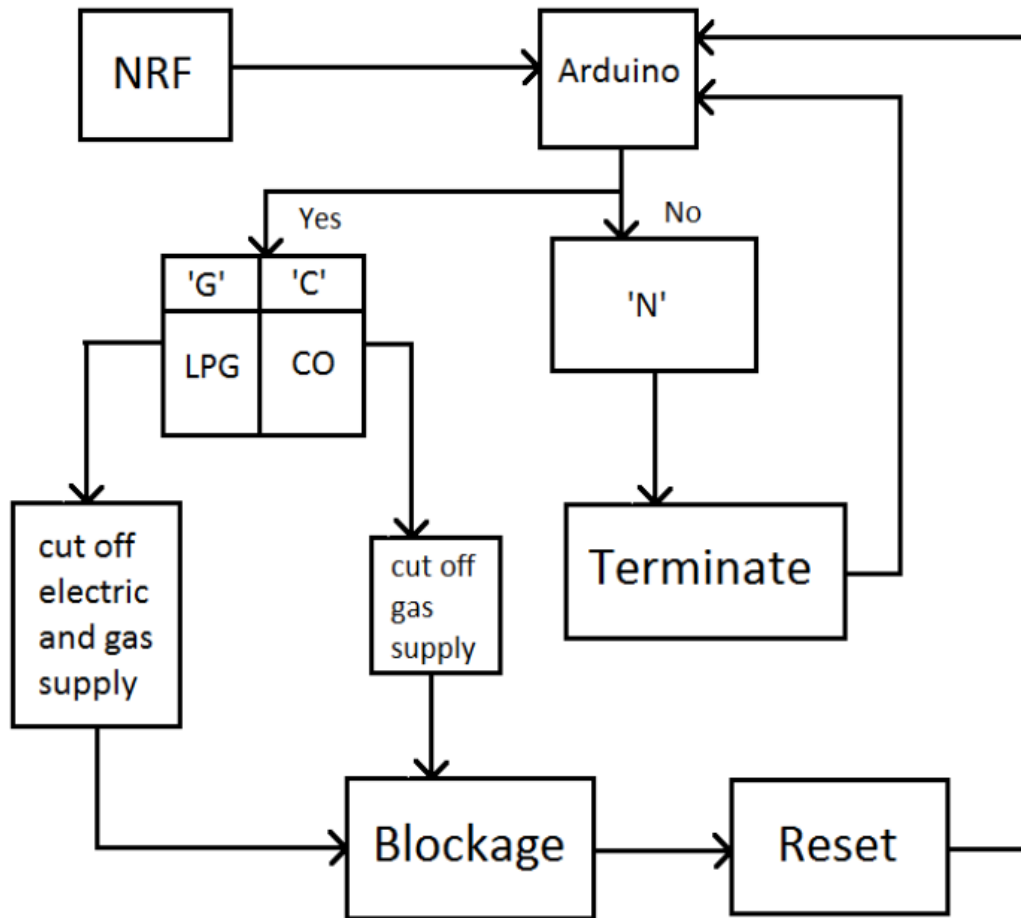 NRF
Arduino
Yes
No
'G'
'C'
'N'
LPG
CO
cut off
electric
and gas
supply
cut off
gas
supply
Terminate
Blockage
Reset